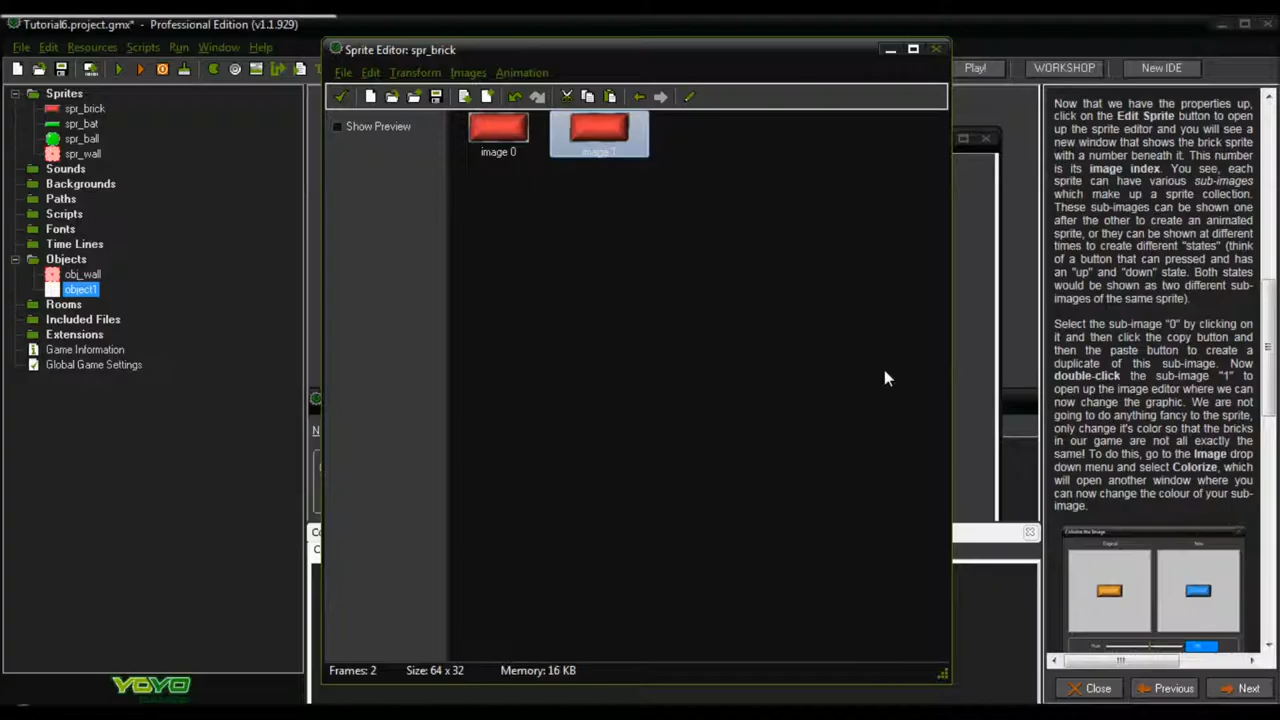 Tutorial6.project.gmx* - Professional Edition (v1.1.929)
File Edit Resources Scripts Run Window Help
Sprites
spr_brick
spr_bat
spr_ball
spr_wall
Sounds
Backgrounds
Paths
Scripts
Fonts
Time Lines
Objects
obj_wall
object1
Rooms
Included Files
Extensions
Game Information
Global Game Settings
YOYO
GAMES
Sprite Editor: spr_brick
File Edit Transform Images Animation
Show Preview
image 0
image 1
Frames: 2 Size: 64 x 32 Memory: 16 KB
Play! WORKSHOP New IDE
Now that we have the properties up,
click on the Edit Sprite button to open
up the sprite editor and you will see a
new window that shows the brick sprite
with a number beneath it. This number
is its image index. You see, each
sprite can have various sub-images
which make up a sprite collection.
These sub-images can be shown one
after the other to create an animated
sprite, or they can be shown at different
times to create different "states" (think
of a button that can pressed and has
an "up" and "down" state. Both states
would be shown as two different sub-
images of the same sprite).
Select the sub-image "0" by clicking on
it and then click the copy button and
then the paste button to create a
duplicate of this sub-image. Now
double-click the sub-image "1" to
open up the image editor where we can
now change the graphic. We are not
going to do anything fancy to the sprite,
only change it's color so that the bricks
in our game are not all exactly the
same! To do this, go to the Image drop
down menu and select Colorize, which
will open another window where you
can now change the colour of your sub-
image.
Colorize the Image
Original New
Hue
Close Previous Next